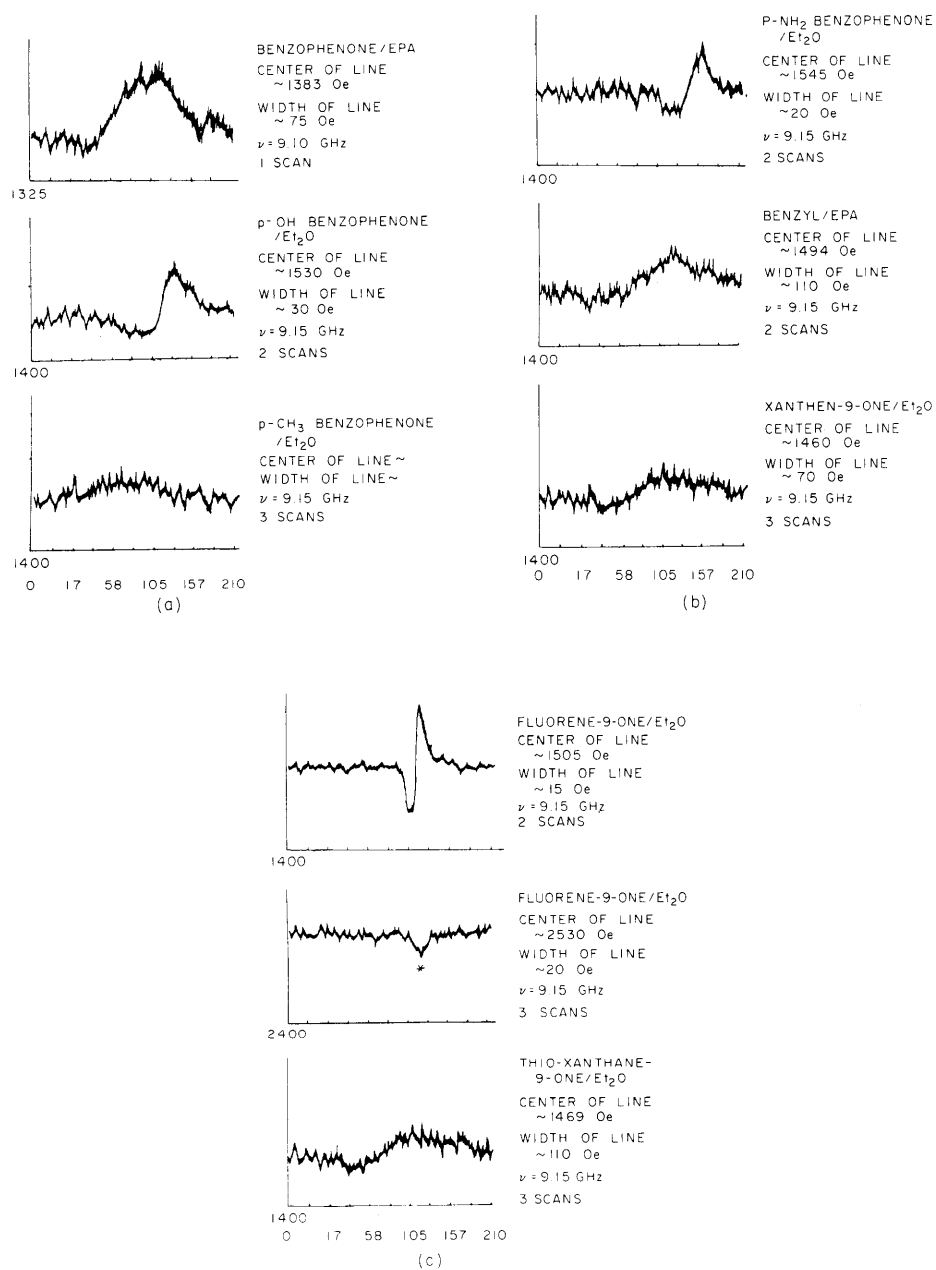 BENZOPHENONE/EPA
CENTER OF LINE
~1383 Oe
WIDTH OF LINE
~75 Oe
ν=9.10 GHz
1 SCAN
1325
p-OH BENZOPHENONE
/Et2O
CENTER OF LINE
~1530 Oe
WIDTH OF LINE
~30 Oe
ν=9.15 GHz
2 SCANS
1400
p-CH3 BENZOPHENONE
/Et2O
CENTER OF LINE~
WIDTH OF LINE~
ν=9.15 GHz
3 SCANS
1400
0 17 58 105 157 210
(a)
P-NH2 BENZOPHENONE
/Et2O
CENTER OF LINE
~1545 Oe
WIDTH OF LINE
~20 Oe
ν=9.15 GHz
2 SCANS
1400
BENZYL/EPA
CENTER OF LINE
~1494 Oe
WIDTH OF LINE
~110 Oe
ν=9.15 GHz
2 SCANS
1400
XANTHEN-9-ONE/Et2O
CENTER OF LINE
~1460 Oe
WIDTH OF LINE
~70 Oe
ν=9.15 GHz
3 SCANS
1400
0 17 58 105 157 210
(b)
FLUORENE-9-ONE/Et2O
CENTER OF LINE
~1505 Oe
WIDTH OF LINE
~15 Oe
ν=9.15 GHz
2 SCANS
1400
FLUORENE-9-ONE/Et2O
CENTER OF LINE
~2530 Oe
WIDTH OF LINE
~20 Oe
*
ν=9.15 GHz
3 SCANS
2400
THIO-XANTHANE-
9-ONE/Et2O
CENTER OF LINE
~1469 Oe
WIDTH OF LINE
~110 Oe
ν=9.15 GHz
3 SCANS
1400
0 17 58 105 157 210
(c)